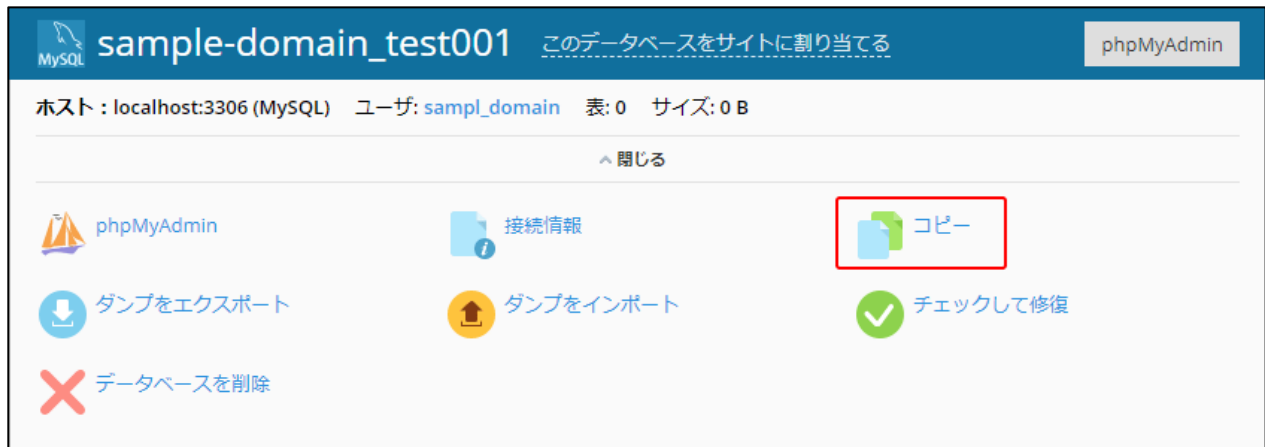 MySQL sample-domain_test001 このデータベースをサイトに割り当てる phpMyAdmin
ホスト：localhost:3306 (MySQL) ユーザ: sampl_domain 表: 0 サイズ: 0 B
閉じる
phpMyAdmin 接続情報 コピー
ダンプをエクスポート ダンプをインポート チェックして修復
データベースを削除